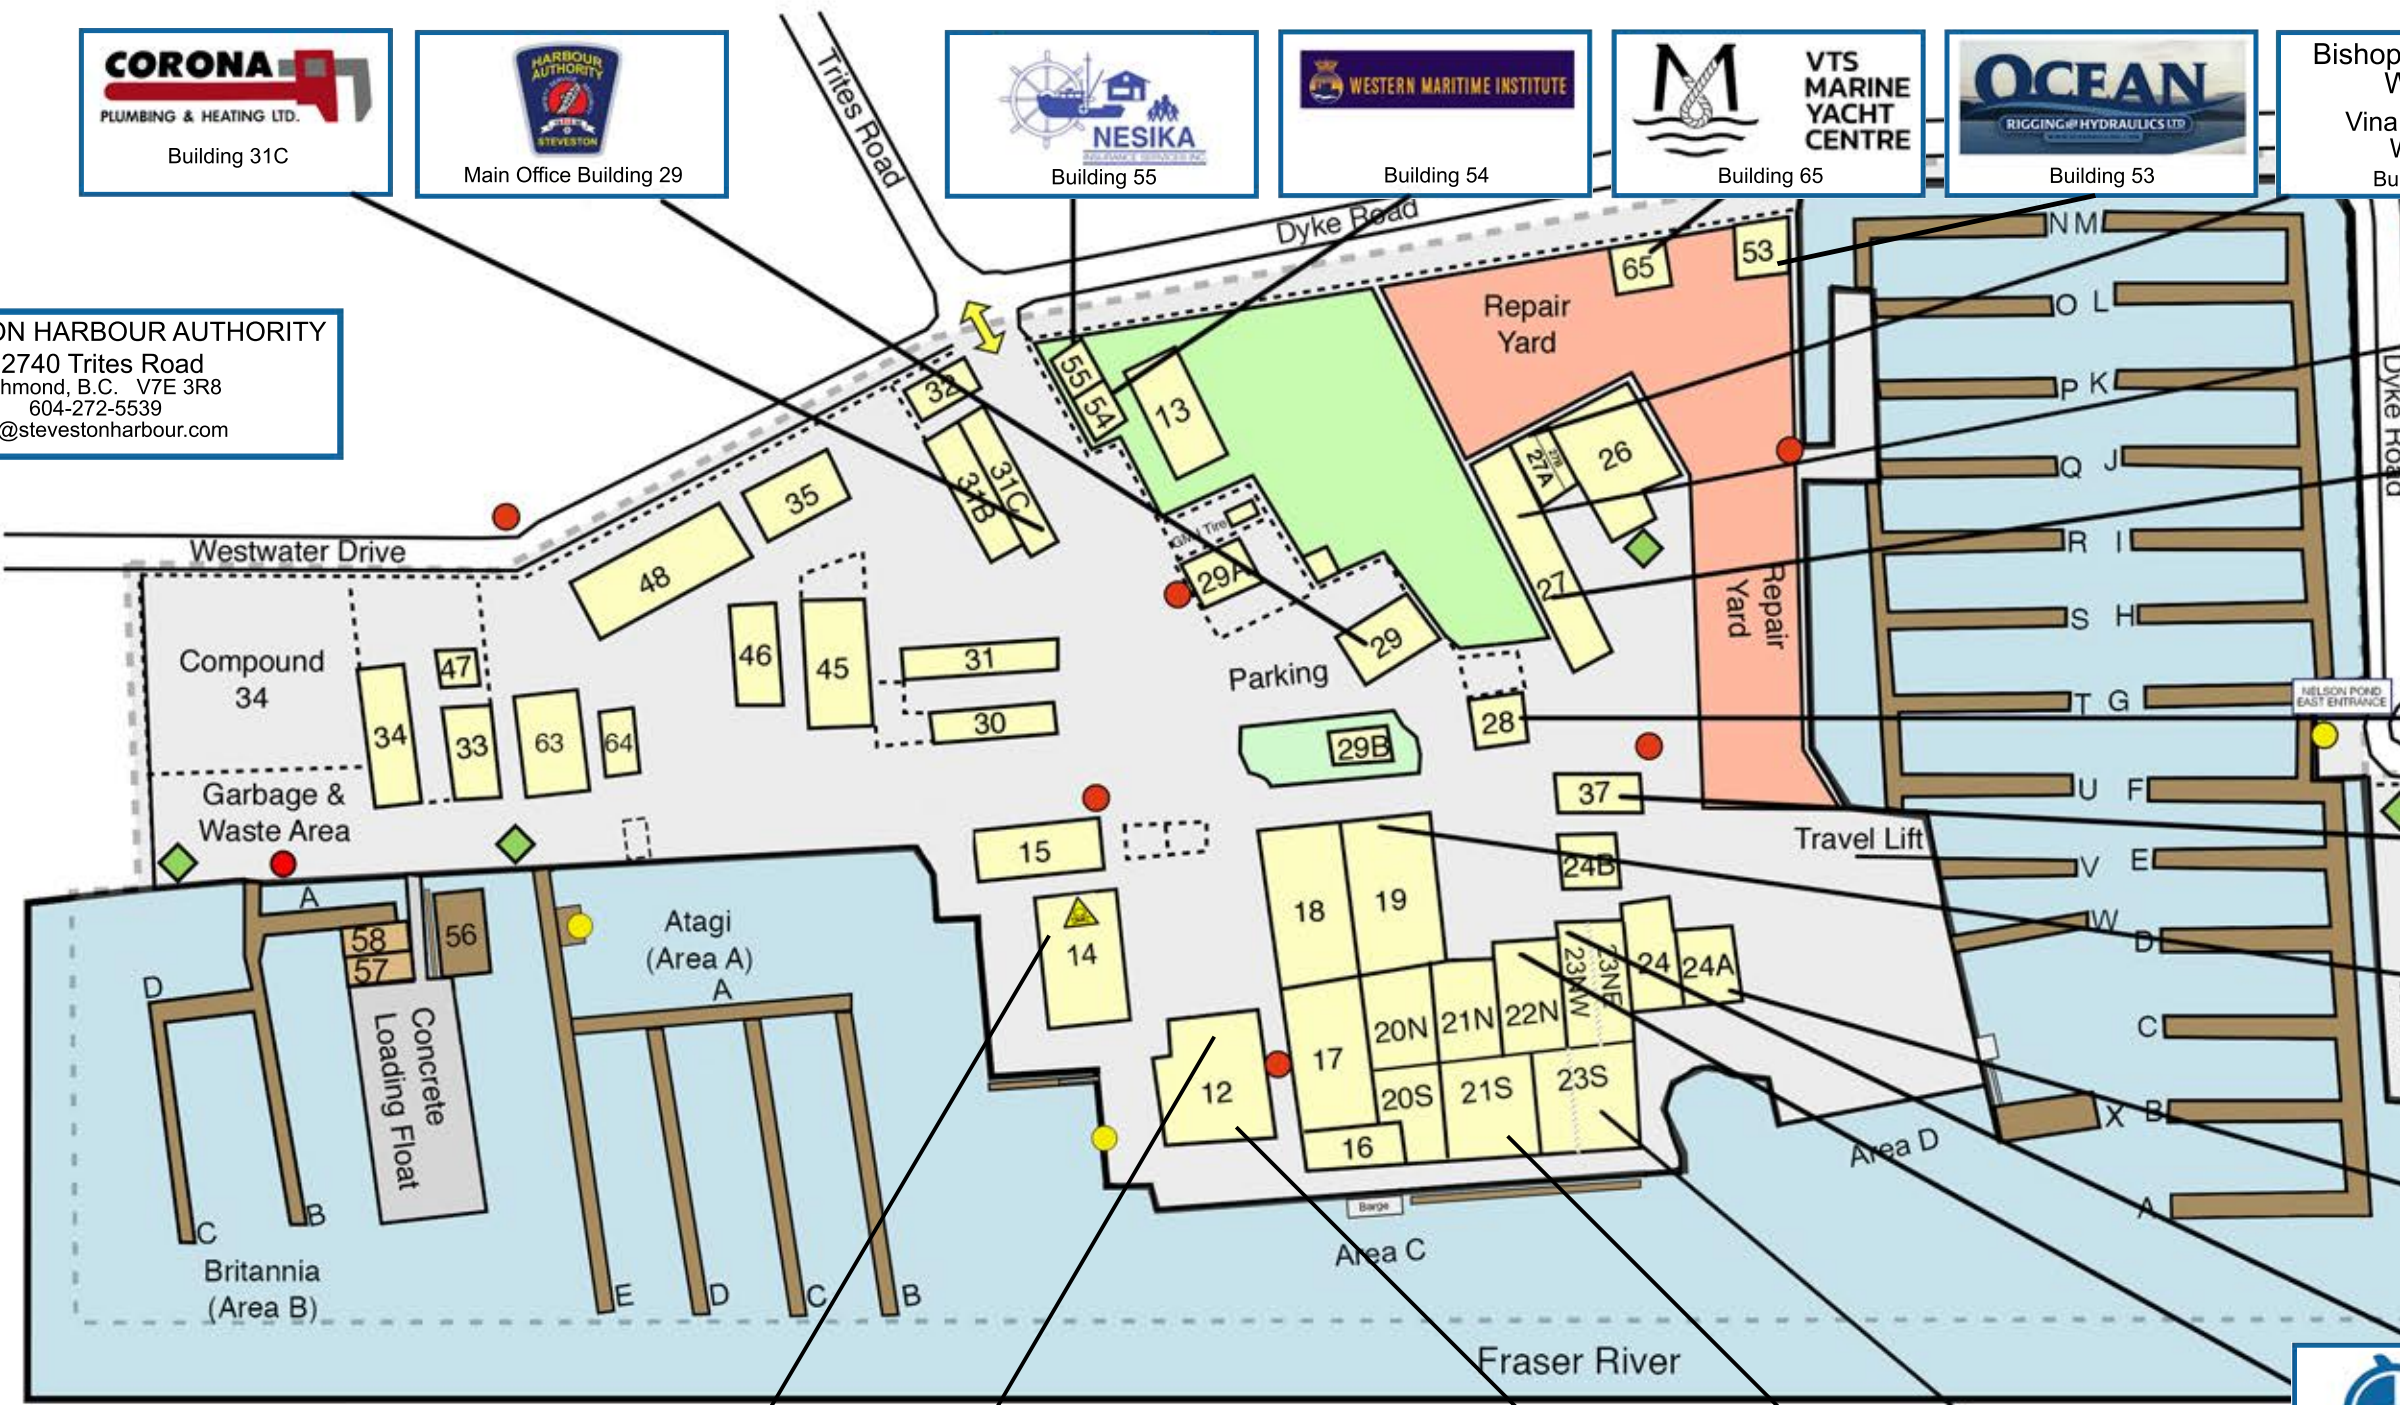 CORONA
PLUMBING & HEATING LTD.
Building 31C
HARBOUR
AUTHORITY
STEVESTON
Main Office Building 29
NESIKA
INSURANCE SERVICES INC.
Building 55
WESTERN MARITIME INSTITUTE
Building 54
VTS
MARINE
YACHT
CENTRE
Building 65
OCEAN
RIGGING & HYDRAULICS LTD
Building 53
Bishop
W
Vina
W
Bu
ON HARBOUR AUTHORITY
2740 Trites Road
hmond, B.C. V7E 3R8
604-272-5539
@stevestonharbour.com
Trites Road
Dyke Road
Dyke Road
Westwater Drive
Repair
Yard
65
53
55
54
13
32
31B
31C
35
48
26
27B
27A
27
GM Tire
29A
29
Parking
28
29B
Repair
Yard
46
45
31
30
Compound
34
47
34
33
63
64
Garbage &
Waste Area
37
24B
Travel Lift
15
14
18
19
17
12
16
20N
21N
22N
23NW
23NE
24
24A
20S
21S
23S
Barge
Area C
Area D
A
58
57
56
D
C
B
Concrete
Loading Float
Britannia
(Area B)
Atagi
(Area A)
A
E
D
C
B
N M
O L
P K
Q J
R I
S H
T G
NELSON POND
EAST ENTRANCE
U F
V E
W D
C
X B
A
Fraser River